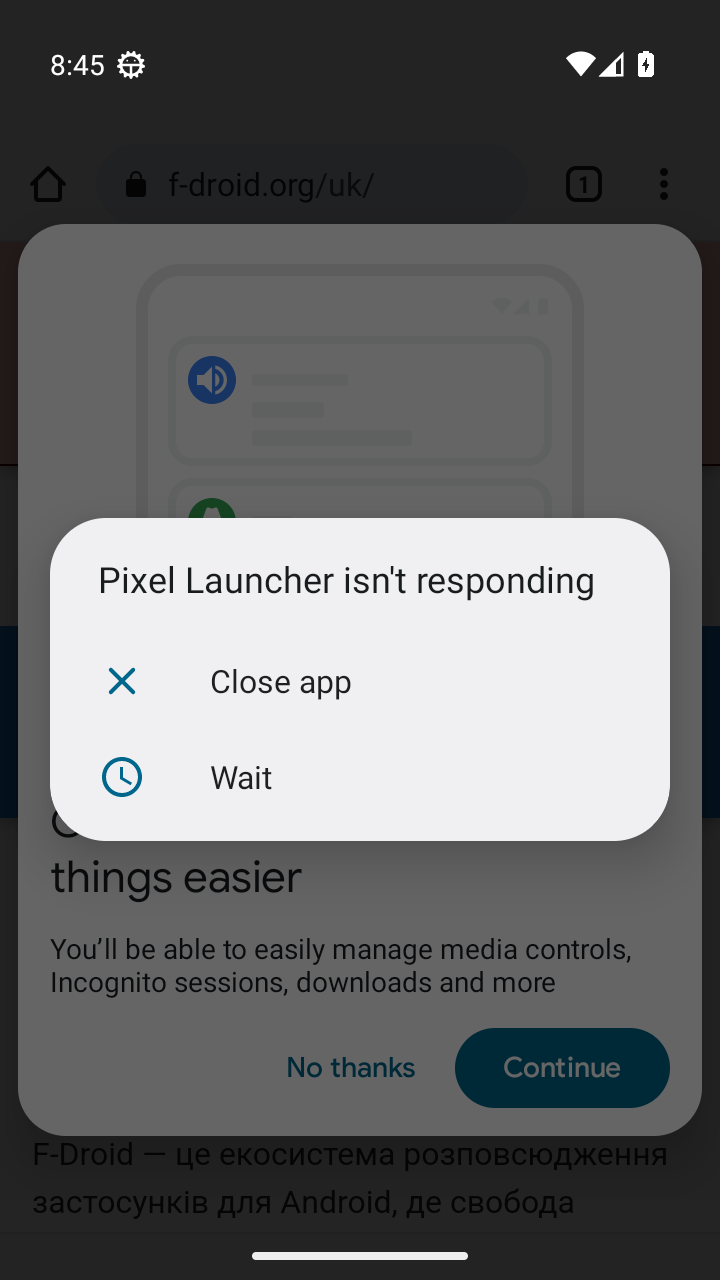 8:45
f-droid.org/uk/
1
Pixel Launcher isn't responding
Close app
Wait
things easier
You’ll be able to easily manage media controls,
Incognito sessions, downloads and more
No thanks
Continue
F-Droid — це екосистема розповсюдження
застосунків для Android, де свобода